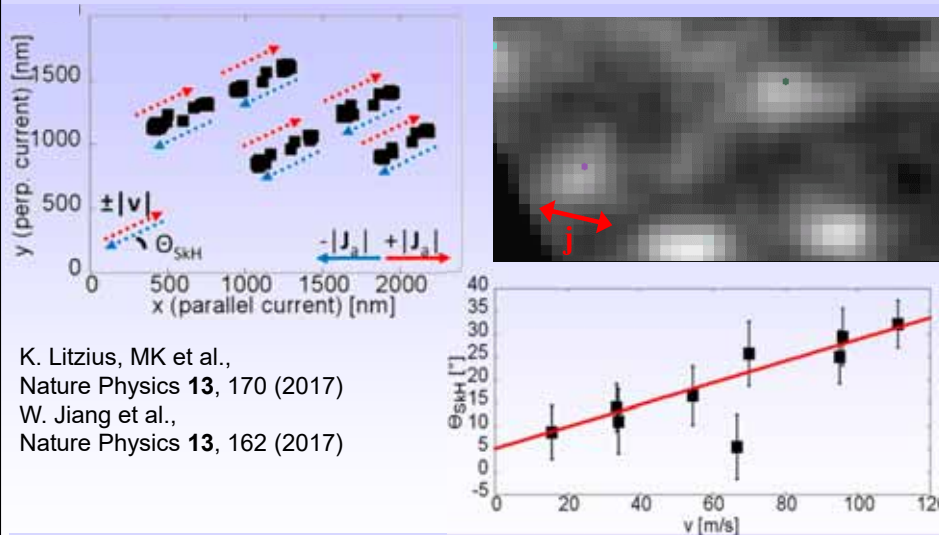 y (perp. current) [nm]
1500
1000
500
0
±|v|
Θ_SkH
-|J_a| +|J_a|
0 500 1000 1500 2000
x (parallel current) [nm]
j
K. Litzius, MK et al.,
Nature Physics 13, 170 (2017)
W. Jiang et al.,
Nature Physics 13, 162 (2017)
Θ_SkH [°]
40
35
30
25
20
15
10
5
0
-5
0 20 40 60 80 100 120
v [m/s]